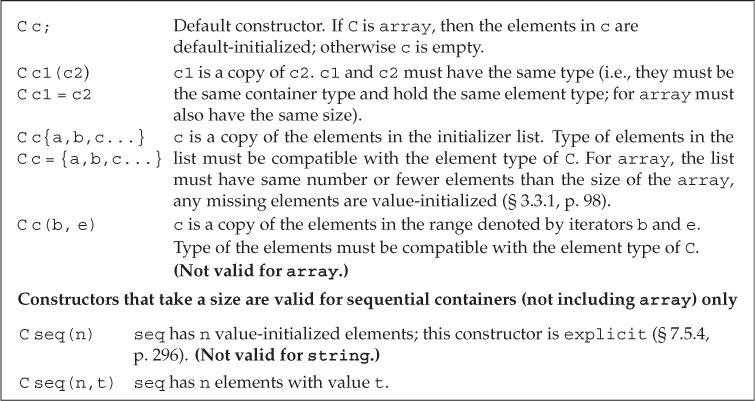 C c; Default constructor. If C is array, then the elements in c are
default-initialized; otherwise c is empty.
C c1(c2) c1 is a copy of c2. c1 and c2 must have the same type (i.e., they must be
C c1 = c2 the same container type and hold the same element type; for array must
also have the same size).
C c{a,b,c...} c is a copy of the elements in the initializer list. Type of elements in the
C c = {a,b,c...} list must be compatible with the element type of C. For array, the list
must have same number or fewer elements than the size of the array,
any missing elements are value-initialized (§ 3.3.1, p. 98).
C c(b, e) c is a copy of the elements in the range denoted by iterators b and e.
Type of the elements must be compatible with the element type of C.
(Not valid for array.)
Constructors that take a size are valid for sequential containers (not including array) only
C seq(n) seq has n value-initialized elements; this constructor is explicit (§ 7.5.4,
p. 296). (Not valid for string.)
C seq(n,t) seq has n elements with value t.